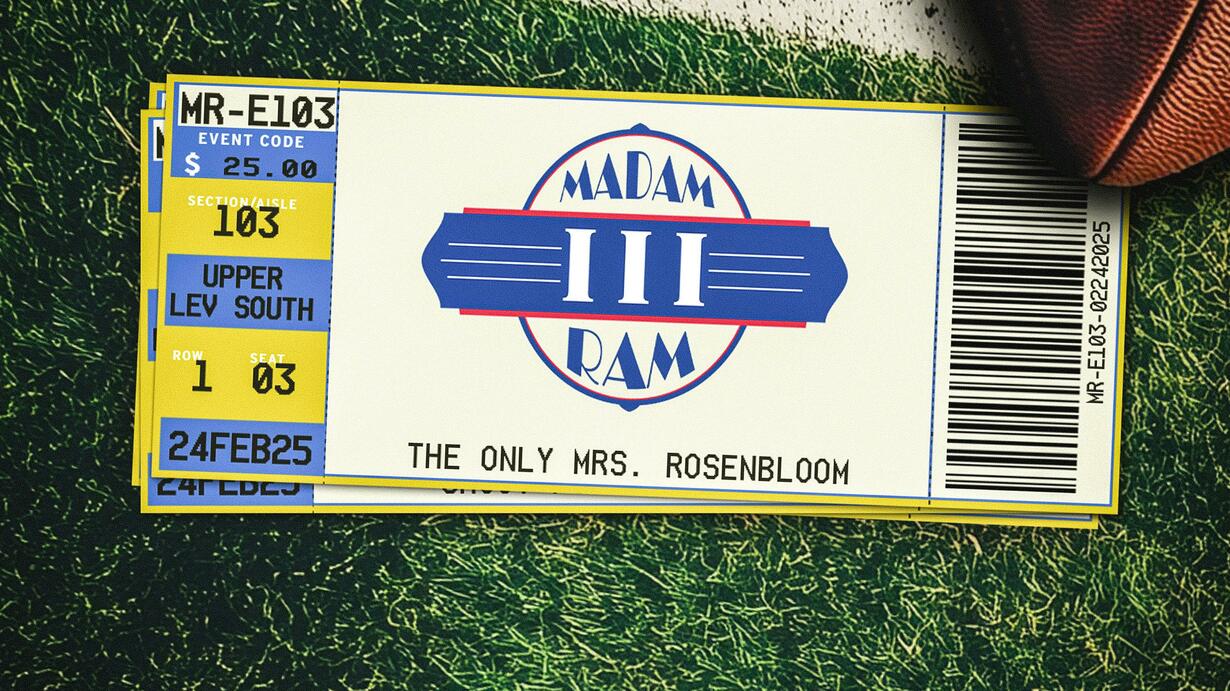 MR-E103
EVENT CODE
$ 25.00
SECTION/AISLE
103
UPPER
LEV SOUTH
ROW SEAT
1 03
24FEB25
24FEB25
MADAM
III
RAM
THE ONLY MRS. ROSENBLOOM
MR-E103-02242025